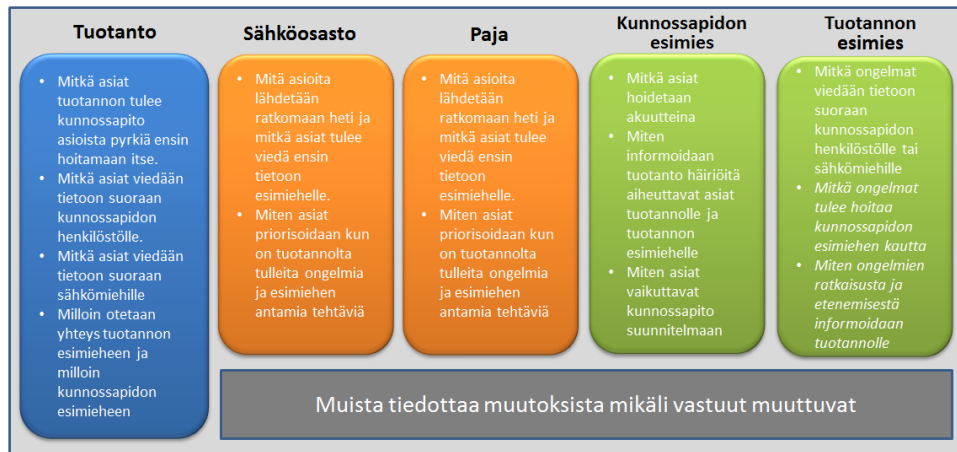 Tuotanto
• Mitkä asiat
tuotannon tulee
kunnossapito
asioista pyrkiä ensin
hoitamaan itse.
• Mitkä asiat viedään
tietoon suoraan
kunnossapidon
henkilöstölle.
• Mitkä asiat viedään
tietoon suoraan
sähkömiehille
• Milloin otetaan
yhteys tuotannon
esimieheen ja
milloin
kunnossapidon
esimieheen
Sähköosasto
• Mitä asioita
lähdetään
ratkomaan heti ja
mitkä asiat tulee
viedä ensin
tietoon
esimiehelle.
• Miten asiat
priorisoidaan kun
on tuotannolta
tulleita ongelmia
ja esimiehen
antamia tehtäviä
Paja
• Mitä asioita
lähdetään
ratkomaan heti ja
mitkä asiat tulee
viedä ensin
tietoon
esimiehelle.
• Miten asiat
priorisoidaan kun
on tuotannolta
tulleita ongelmia
ja esimiehen
antamia tehtäviä
Kunnossapidon
esimies
• Mitkä asiat
hoidetaan
akuutteina
• Miten
informoidaan
tuotanto häiriöitä
aiheuttavat asiat
tuotannolle ja
tuotannon
esimiehelle
• Miten asiat
vaikuttavat
kunnossapito
suunnitelmaan
Tuotannon
esimies
• Mitkä ongelmat
viedään tietoon
suoraan
kunnossapidon
henkilöstölle tai
sähkömiehille
• Mitkä ongelmat
tulee hoitaa
kunnossapidon
esimiehen kautta
• Miten ongelmien
ratkaisusta ja
etenemisestä
informoidaan
tuotannolle
Muista tiedottaa muutoksista mikäli vastuut muuttuvat